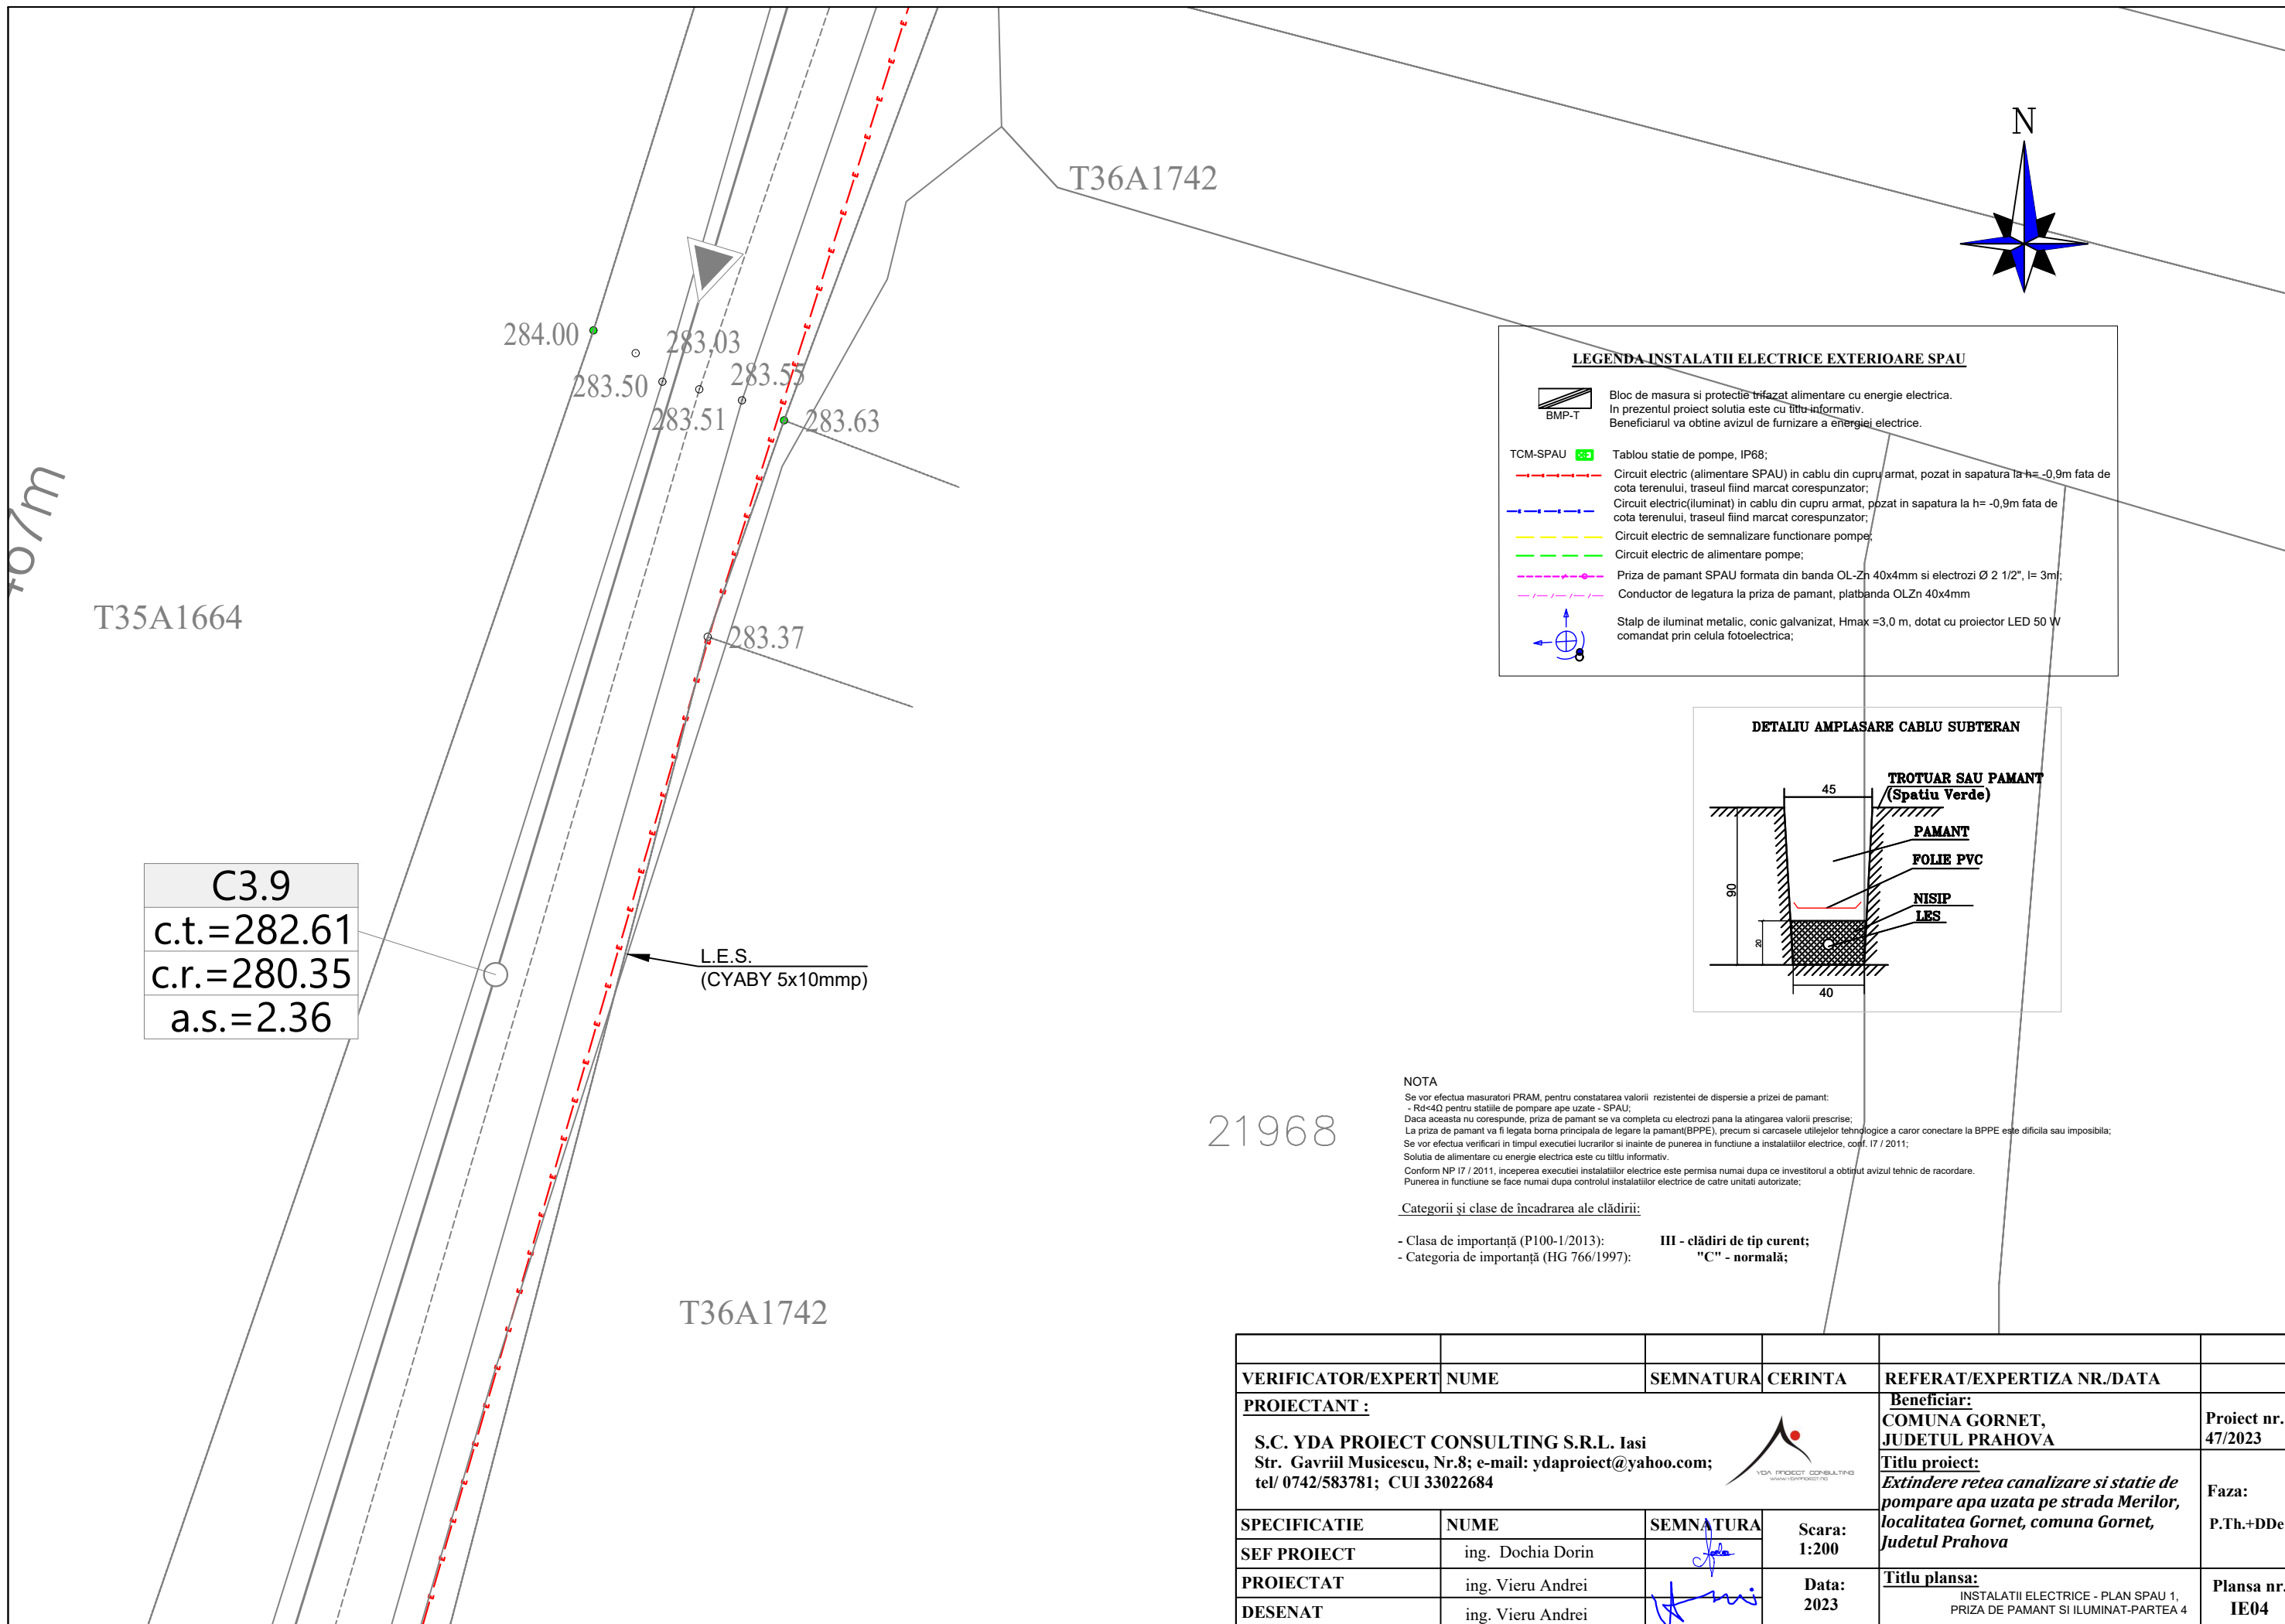 N
T36A1742
284.00
283.03
283.50
283.55
283.51
283.63
283.37
T35A1664
LEGENDA INSTALATII ELECTRICE EXTERIOARE SPAU
BMP-T
Bloc de masura si protectie trifazat alimentare cu energie electrica.
In prezentul proiect solutia este cu titlu informativ.
Beneficiarul va obtine avizul de furnizare a energiei electrice.
TCM-SPAU
Tablou statie de pompe, IP68;
Circuit electric (alimentare SPAU) in cablu din cupru armat, pozat in sapatura la h= -0,9m fata de
cota terenului, traseul fiind marcat corespunzator;
Circuit electric(iluminat) in cablu din cupru armat, pozat in sapatura la h= -0,9m fata de
cota terenului, traseul fiind marcat corespunzator;
Circuit electric de semnalizare functionare pompe;
Circuit electric de alimentare pompe;
Priza de pamant SPAU formata din banda OL-Zn 40x4mm si electrozi Ø 2 1/2", l= 3ml;
Conductor de legatura la priza de pamant, platbanda OLZn 40x4mm
Stalp de iluminat metalic, conic galvanizat, Hmax =3,0 m, dotat cu proiector LED 50 W
comandat prin celula fotoelectrica;
DETALIU AMPLASARE CABLU SUBTERAN
TROTUAR SAU PAMANT
(Spatiu Verde)
45
PAMANT
FOLIE PVC
90
NISIP
LES
20
40
C3.9
c.t.=282.61
c.r.=280.35
a.s.=2.36
L.E.S.
(CYABY 5x10mmp)
21968
T36A1742
NOTA
Se vor efectua masuratori PRAM, pentru constatarea valorii rezistentei de dispersie a prizei de pamant:
- Rd<4Ω pentru statiile de pompare ape uzate - SPAU;
Daca aceasta nu corespunde, priza de pamant se va completa cu electrozi pana la atingarea valorii prescrise;
La priza de pamant va fi legata borna principala de legare la pamant(BPPE), precum si carcasele utilejelor tehnologice a caror conectare la BPPE este dificila sau imposibila;
Se vor efectua verificari in timpul executiei lucrarilor si inainte de punerea in functiune a instalatiilor electrice, conf. I7 / 2011;
Solutia de alimentare cu energie electrica este cu tiltlu informativ.
Conform NP I7 / 2011, inceperea executiei instalatiilor electrice este permisa numai dupa ce investitorul a obtinut avizul tehnic de racordare.
Punerea in functiune se face numai dupa controlul instalatiilor electrice de catre unitati autorizate;
Categorii și clase de încadrarea ale clădirii:
- Clasa de importanță (P100-1/2013): III - clădiri de tip curent;
- Categoria de importanță (HG 766/1997): "C" - normală;
VERIFICATOR/EXPERT NUME SEMNATURA CERINTA REFERAT/EXPERTIZA NR./DATA
PROIECTANT :
S.C. YDA PROIECT CONSULTING S.R.L. Iasi
Str. Gavriil Musicescu, Nr.8; e-mail: ydaproiect@yahoo.com;
tel/ 0742/583781; CUI 33022684
YDA PROIECT CONSULTING
WWW.YDAPROIECT.RO
Beneficiar:
COMUNA GORNET,
JUDETUL PRAHOVA
Proiect nr.
47/2023
Titlu proiect:
Extindere retea canalizare si statie de
pompare apa uzata pe strada Merilor,
localitatea Gornet, comuna Gornet,
Judetul Prahova
Faza:
P.Th.+DDe
SPECIFICATIE NUME SEMNATURA
Scara:
1:200
SEF PROIECT ing. Dochia Dorin
PROIECTAT ing. Vieru Andrei
DESENAT ing. Vieru Andrei
Data:
2023
Titlu plansa:
INSTALATII ELECTRICE - PLAN SPAU 1,
PRIZA DE PAMANT SI ILUMINAT-PARTEA 4
Plansa nr.
IE04